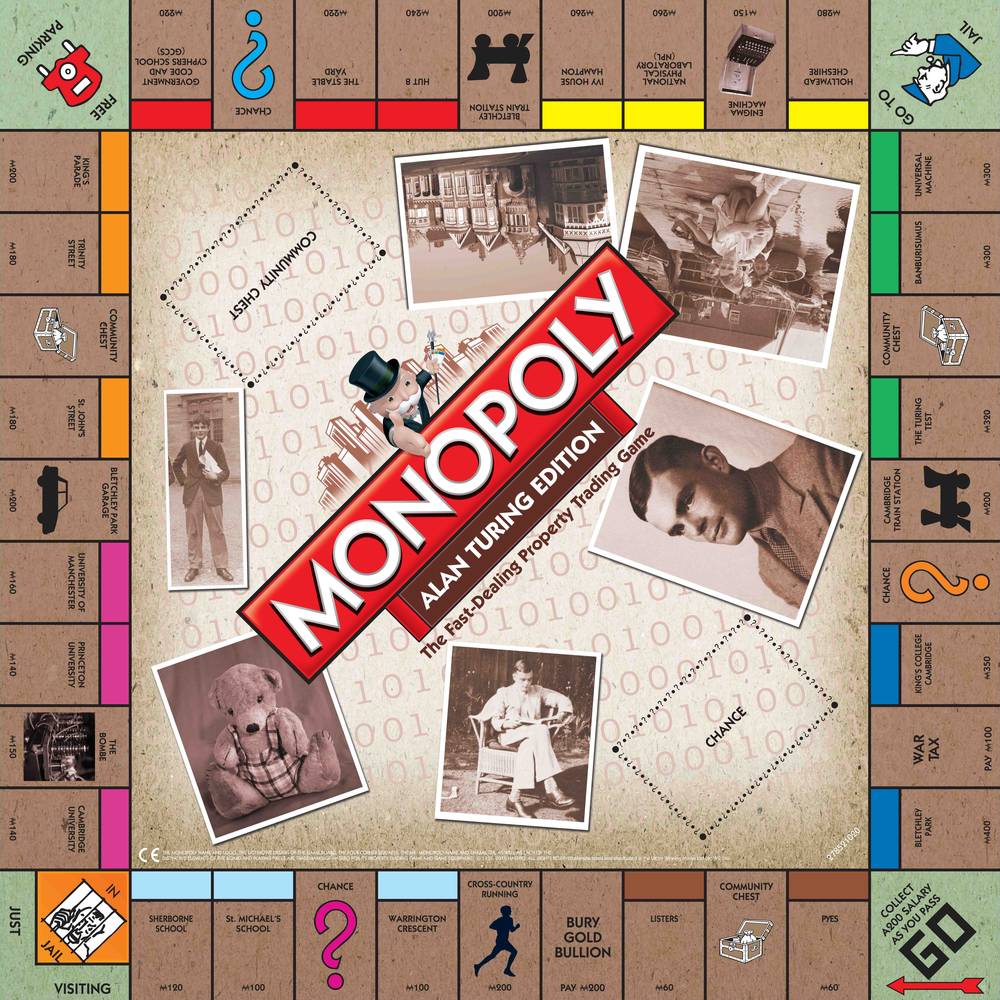 FREE
PARKING
GOVERNMENT
CODE AND
CYPHERS SCHOOL
(GCCS)
₩220
CHANCE
THE STABLE
YARD
₩220
HUT 8
₩240
BLETCHLEY
TRAIN STATION
₩200
IVY HOUSE
HAMPTON
₩260
NATIONAL
PHYSICAL
LABORATORY
(NPL)
₩260
ENIGMA
MACHINE
₩150
HOLLYMEAD
CHESHIRE
₩280
GO TO
JAIL
UNIVERSAL
MACHINE
₩300
BANBURISUMUS
₩300
COMMUNITY
CHEST
THE TURING
TEST
₩320
CAMBRIDGE
TRAIN STATION
₩200
CHANCE
KING'S COLLEGE
CAMBRIDGE
₩350
WAR
TAX
PAY ₩100
BLETCHLEY
PARK
₩400
COLLECT
₩200 SALARY
AS YOU PASS
GO
PYES
₩60
COMMUNITY
CHEST
LISTERS
₩60
BURY
GOLD
BULLION
PAY ₩200
CROSS-COUNTRY
RUNNING
₩200
WARRINGTON
CRESCENT
₩100
CHANCE
St. MICHAEL'S
SCHOOL
₩100
SHERBORNE
SCHOOL
₩120
IN
JAIL
JUST
VISITING
CAMBRIDGE
UNIVERSITY
₩140
THE
BOMBE
₩150
PRINCETON
UNIVERSITY
₩140
UNIVERSITY OF
MANCHESTER
₩160
BLETCHLEY PARK
GARAGE
₩200
St. JOHN'S
STREET
₩180
COMMUNITY
CHEST
TRINITY
STREET
₩180
KING'S
PARADE
₩200
COMMUNITY CHEST
MONOPOLY
ALAN TURING EDITION
The Fast-Dealing Property Trading Game
CHANCE
CE